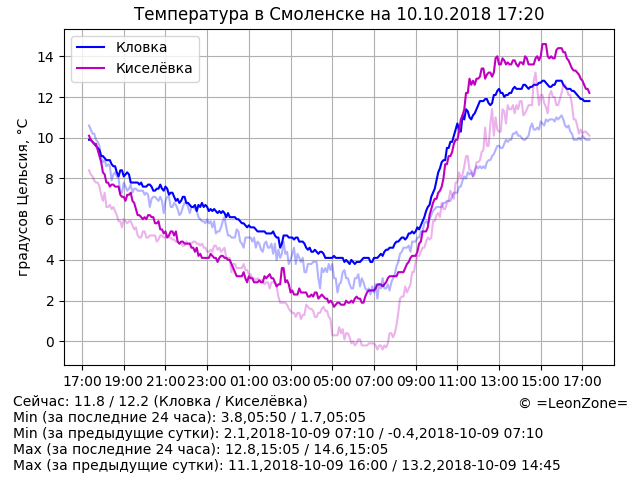 Температура в Смоленске на 10.10.2018 17:20
Кловка
Киселёвка
градусов Цельсия, °C
14
12
10
8
6
4
2
0
17:00 19:00 21:00 23:00 01:00 03:00 05:00 07:00 09:00 11:00 13:00 15:00 17:00
Сейчас: 11.8 / 12.2 (Кловка / Киселёвка)
© =LeonZone=
Min (за последние 24 часа): 3.8,05:50 / 1.7,05:05
Min (за предыдущие сутки): 2.1,2018-10-09 07:10 / -0.4,2018-10-09 07:10
Max (за последние 24 часа): 12.8,15:05 / 14.6,15:05
Max (за предыдущие сутки): 11.1,2018-10-09 16:00 / 13.2,2018-10-09 14:45